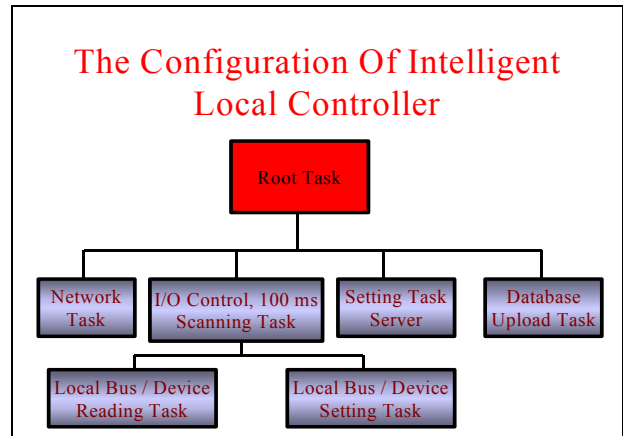 The Configuration Of Intelligent
Local Controller
Root Task
Network
Task
I/O Control, 100 ms
Scanning Task
Setting Task
Server
Database
Upload Task
Local Bus / Device
Reading Task
Local Bus / Device
Setting Task